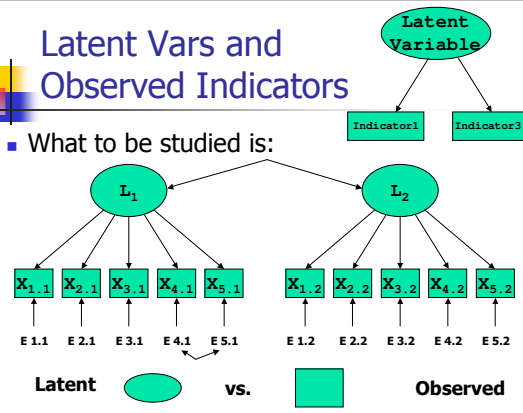 Latent Vars and
Observed Indicators
Latent
Variable
Indicator1 Indicator3
What to be studied is:
L1 L2
X1.1 X2.1 X3.1 X4.1 X5.1 X1.2 X2.2 X3.2 X4.2 X5.2
E 1.1 E 2.1 E 3.1 E 4.1 E 5.1 E 1.2 E 2.2 E 3.2 E 4.2 E 5.2
Latent vs. Observed